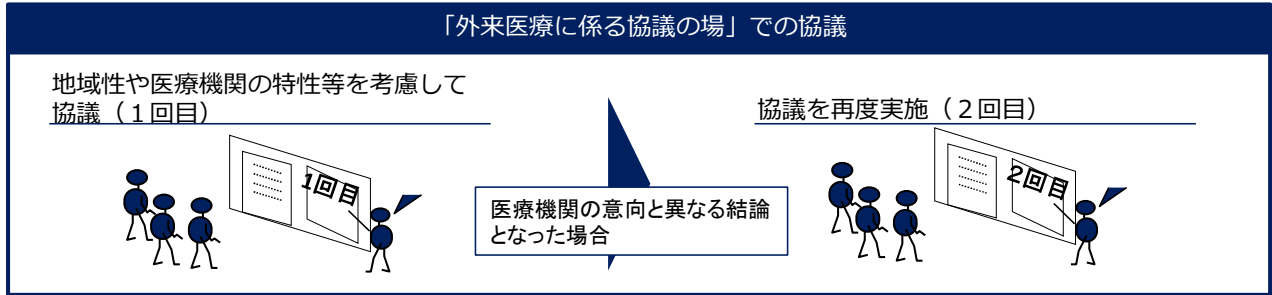 「外来医療に係る協議の場」での協議
地域性や医療機関の特性等を考慮して
協議（１回目）
1回目
医療機関の意向と異なる結論
となった場合
協議を再度実施（２回目）
2回目